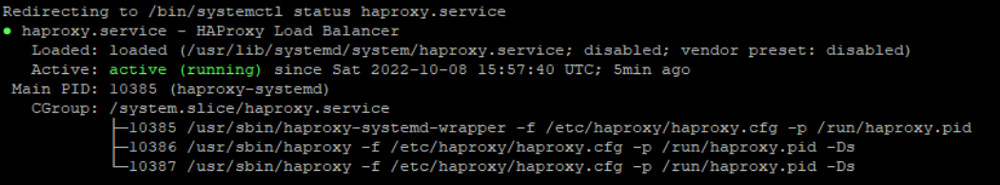 Redirecting to /bin/systemctl status haproxy.service
● haproxy.service - HAProxy Load Balancer
   Loaded: loaded (/usr/lib/systemd/system/haproxy.service; disabled; vendor preset: disabled)
   Active: active (running) since Sat 2022-10-08 15:57:40 UTC; 5min ago
 Main PID: 10385 (haproxy-systemd)
   CGroup: /system.slice/haproxy.service
           ├─10385 /usr/sbin/haproxy-systemd-wrapper -f /etc/haproxy/haproxy.cfg -p /run/haproxy.pid
           ├─10386 /usr/sbin/haproxy -f /etc/haproxy/haproxy.cfg -p /run/haproxy.pid -Ds
           └─10387 /usr/sbin/haproxy -f /etc/haproxy/haproxy.cfg -p /run/haproxy.pid -Ds